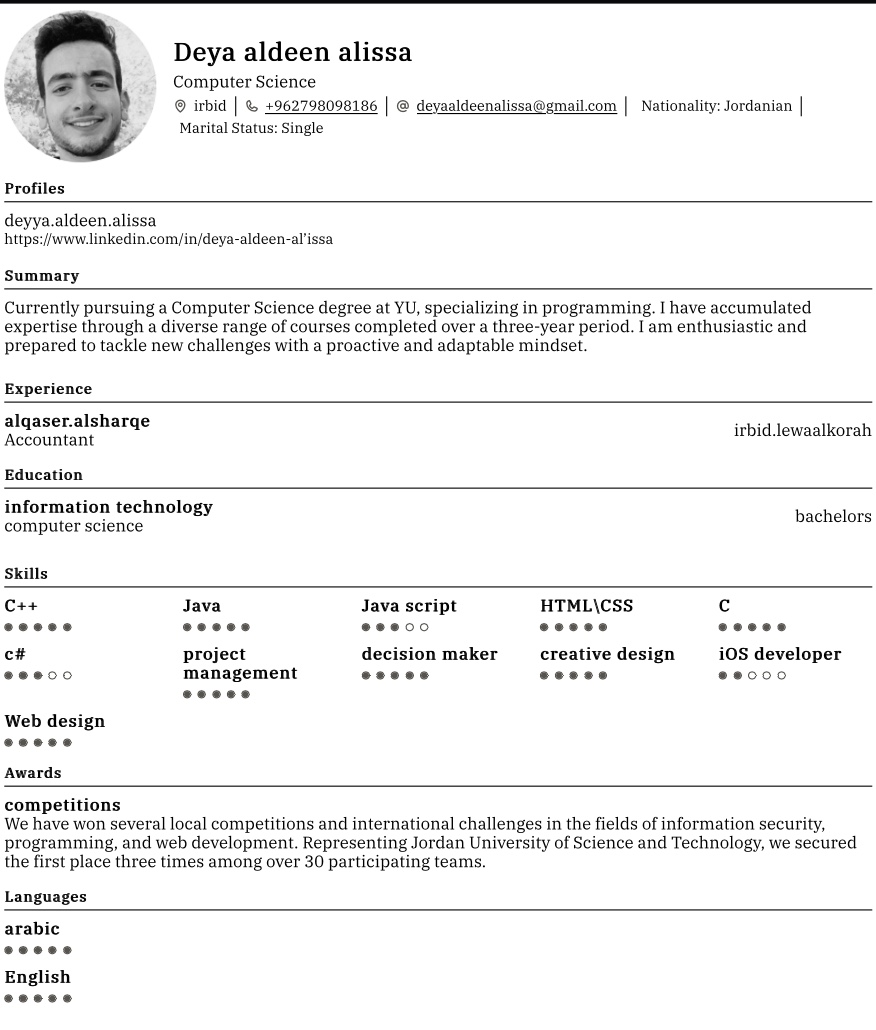 Deya aldeen alissa
Computer Science
irbid | +962798098186 | @ deyaaldeenalissa@gmail.com | Nationality: Jordanian |
Marital Status: Single
Profiles
deyya.aldeen.alissa
https://www.linkedin.com/in/deya-aldeen-al'issa
Summary
Currently pursuing a Computer Science degree at YU, specializing in programming. I have accumulated
expertise through a diverse range of courses completed over a three-year period. I am enthusiastic and
prepared to tackle new challenges with a proactive and adaptable mindset.
Experience
alqaser.alsharqe
Accountant
irbid.lewaalkorah
Education
information technology
computer science
bachelors
Skills
C++ Java Java script HTML\CSS C
c# project decision maker creative design iOS developer
management
Web design
Awards
competitions
We have won several local competitions and international challenges in the fields of information security,
programming, and web development. Representing Jordan University of Science and Technology, we secured
the first place three times among over 30 participating teams.
Languages
arabic
English